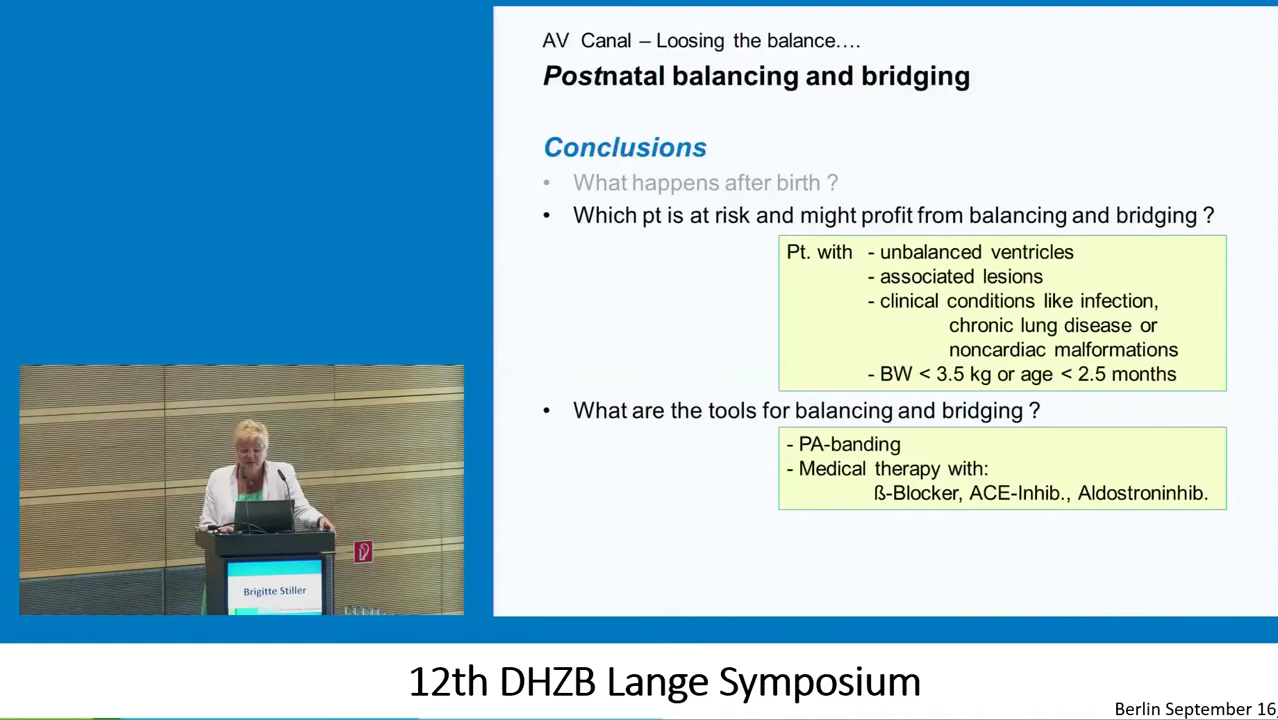 AV Canal – Loosing the balance….
Postnatal balancing and bridging
Conclusions
• What happens after birth ?
• Which pt is at risk and might profit from balancing and bridging ?
Pt. with - unbalanced ventricles
- associated lesions
- clinical conditions like infection,
chronic lung disease or
noncardiac malformations
- BW < 3.5 kg or age < 2.5 months
• What are the tools for balancing and bridging ?
- PA-banding
- Medical therapy with:
ß-Blocker, ACE-Inhib., Aldostroninhib.
Brigitte Stiller
12th DHZB Lange Symposium
Berlin September 16,